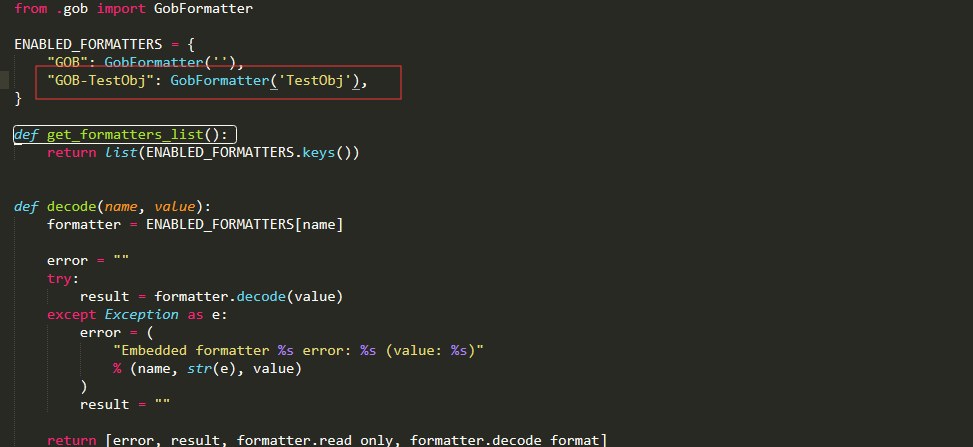 from .gob import GobFormatter
ENABLED_FORMATTERS = {
"GOB": GobFormatter(''),
"GOB-TestObj": GobFormatter('TestObj'),
}
def get_formatters_list():
return list(ENABLED_FORMATTERS.keys())
def decode(name, value):
formatter = ENABLED_FORMATTERS[name]
error = ""
try:
result = formatter.decode(value)
except Exception as e:
error = (
"Embedded formatter %s error: %s (value: %s)"
% (name, str(e), value)
)
result = ""
return [error, result, formatter.read_only, formatter.decode_format]